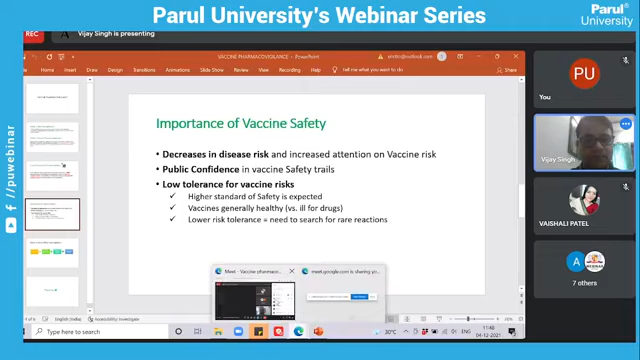 Parul University's Webinar Series
Parul®
University
REC
A
Vijay Singh is presenting
VACCINE PHARMACOVIGILANCE - PowerPoint
Home
Insert
Draw
Design
Transitions
Animations
Slide Show
Review
View
Recording
Help
Tell me what you want to do
Share
Importance of Vaccine Safety
• Decreases in disease risk and increased attention on Vaccine risk
• Public Confidence in vaccine Safety trails
• Low tolerance for vaccine risks
✓ Higher standard of Safety is expected
✓ Vaccines generally healthy (vs. ill for drugs)
✓ Lower risk tolerance = need to search for rare reactions
PU
You
Vijay Singh
VAISHALI PATEL
A
WEBINAR
7 others
/puwebinar
Meet - Vaccine pharmacov...
meet.google.com is sharing yo...
English (India)
Accessibility: Investigate
Notes
Type here to search
30°C
ENG
11:48
04-12-2021